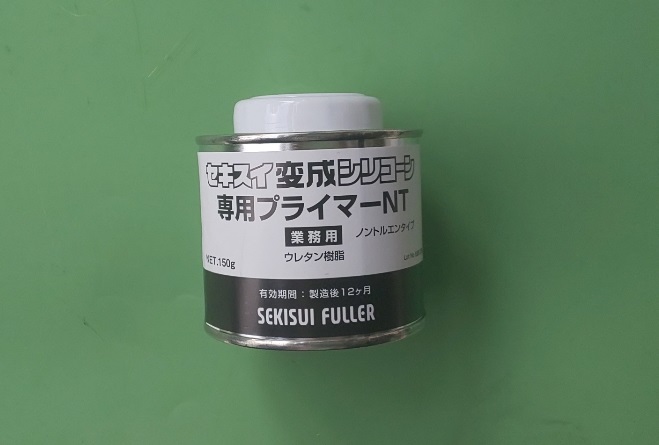 セキスイ変成シリコーン
専用プライマーNT
業務用 ノントルエンタイプ
ウレタン樹脂
NET.150g
有効期間：製造後12ヶ月
SEKISUI FULLER